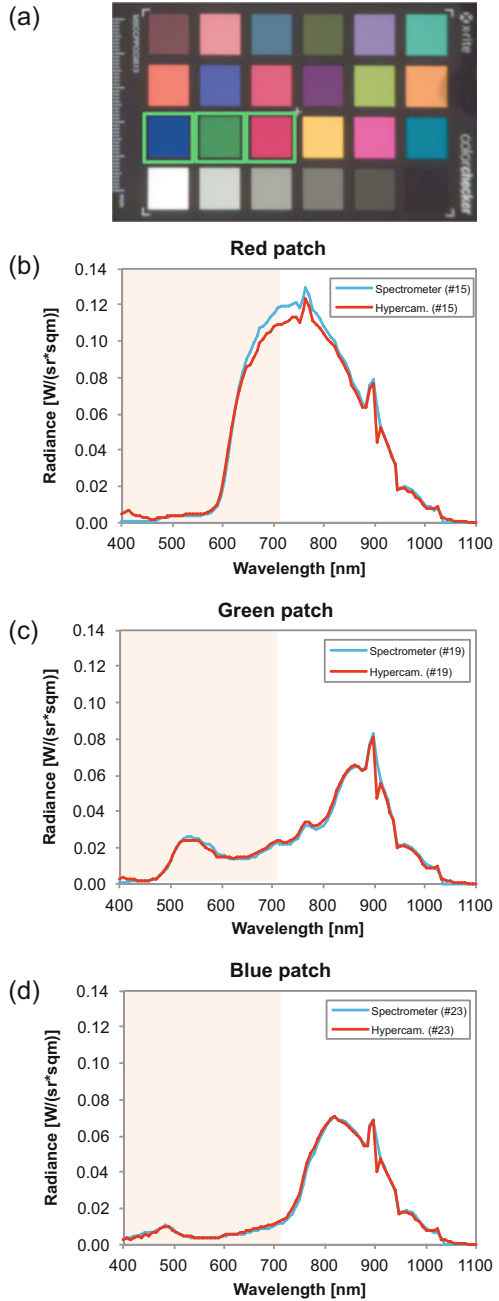 (a)
MSCCPPCC0613
x-rite
colorchecker
mm
(b)
Red patch
Radiance [W/(sr*sqm)]
0.14
0.12
0.10
0.08
0.06
0.04
0.02
0.00
Spectrometer (#15)
Hypercam. (#15)
400 500 600 700 800 900 1000 1100
Wavelength [nm]
(c)
Green patch
Radiance [W/(sr*sqm)]
0.14
0.12
0.10
0.08
0.06
0.04
0.02
0.00
Spectrometer (#19)
Hypercam. (#19)
400 500 600 700 800 900 1000 1100
Wavelength [nm]
(d)
Blue patch
Radiance [W/(sr*sqm)]
0.14
0.12
0.10
0.08
0.06
0.04
0.02
0.00
Spectrometer (#23)
Hypercam. (#23)
400 500 600 700 800 900 1000 1100
Wavelength [nm]